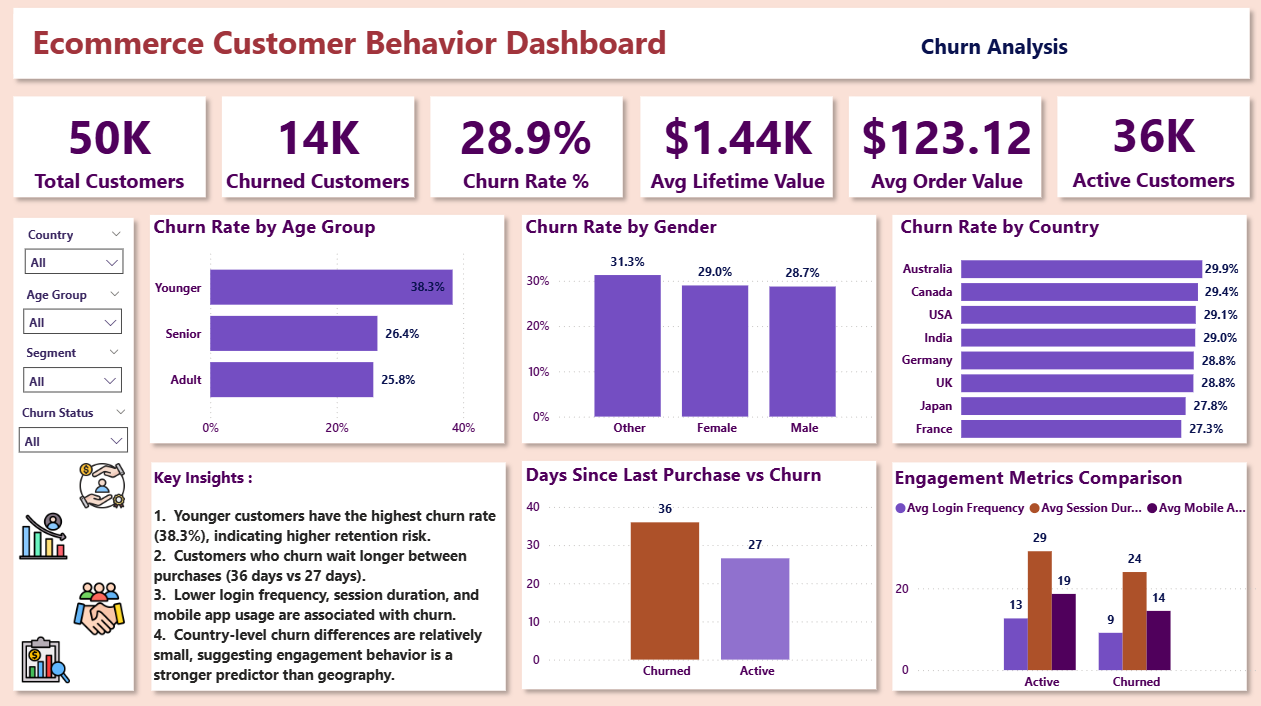 Ecommerce Customer Behavior Dashboard
Churn Analysis
50K
Total Customers
14K
Churned Customers
28.9%
Churn Rate %
$1.44K
Avg Lifetime Value
$123.12
Avg Order Value
36K
Active Customers
Country
All
Age Group
All
Segment
All
Churn Status
All
Churn Rate by Age Group
Younger 38.3%
Senior 26.4%
Adult 25.8%
0% 20% 40%
Churn Rate by Gender
30%
20%
10%
0%
31.3% 29.0% 28.7%
Other Female Male
Churn Rate by Country
Australia 29.9%
Canada 29.4%
USA 29.1%
India 29.0%
Germany 28.8%
UK 28.8%
Japan 27.8%
France 27.3%
Key Insights :
1. Younger customers have the highest churn rate
(38.3%), indicating higher retention risk.
2. Customers who churn wait longer between
purchases (36 days vs 27 days).
3. Lower login frequency, session duration, and
mobile app usage are associated with churn.
4. Country-level churn differences are relatively
small, suggesting engagement behavior is a
stronger predictor than geography.
Days Since Last Purchase vs Churn
40
30
20
10
0
36 27
Churned Active
Engagement Metrics Comparison
Avg Login Frequency Avg Session Dur... Avg Mobile A...
20
0
13 29 19 9 24 14
Active Churned